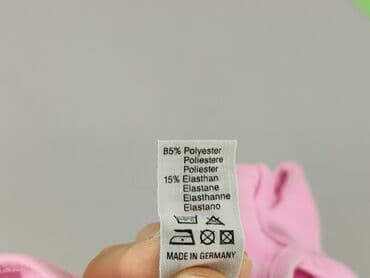 85% Polyester
Poliestere
Poliester
15% Elasthan
Elastane
Elasthanne
Elastano
MADE IN GERMANY